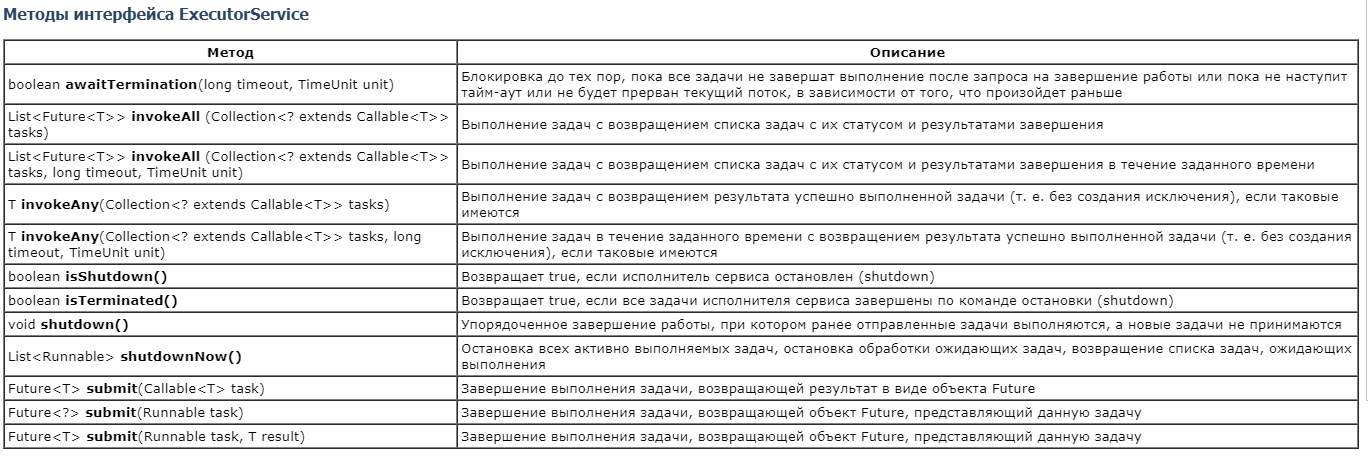 Методы интерфейса ExecutorService
Метод Описание
boolean awaitTermination(long timeout, TimeUnit unit)
Блокировка до тех пор, пока все задачи не завершат выполнение после запроса на завершение работы или пока не наступит
тайм-аут или не будет прерван текущий поток, в зависимости от того, что произойдет раньше
List<Future<T>> invokeAll (Collection<? extends Callable<T>>
tasks)
Выполнение задач с возвращением списка задач с их статусом и результатами завершения
List<Future<T>> invokeAll (Collection<? extends Callable<T>>
tasks, long timeout, TimeUnit unit)
Выполнение задач с возвращением списка задач с их статусом и результатами завершения в течение заданного времени
T invokeAny(Collection<? extends Callable<T>> tasks)
Выполнение задач с возвращением результата успешно выполненной задачи (т. е. без создания исключения), если таковые
имеются
T invokeAny(Collection<? extends Callable<T>> tasks, long
timeout, TimeUnit unit)
Выполнение задач в течение заданного времени с возвращением результата успешно выполненной задачи (т. е. без создания
исключения), если таковые имеются
boolean isShutdown()
Возвращает true, если исполнитель сервиса остановлен (shutdown)
boolean isTerminated()
Возвращает true, если все задачи исполнителя сервиса завершены по команде остановки (shutdown)
void shutdown()
Упорядоченное завершение работы, при котором ранее отправленные задачи выполняются, а новые задачи не принимаются
List<Runnable> shutdownNow()
Остановка всех активно выполняемых задач, остановка обработки ожидающих задач, возвращение списка задач, ожидающих
выполнения
Future<T> submit(Callable<T> task)
Завершение выполнения задачи, возвращающей результат в виде объекта Future
Future<?> submit(Runnable task)
Завершение выполнения задачи, возвращающей объект Future, представляющий данную задачу
Future<T> submit(Runnable task, T result)
Завершение выполнения задачи, возвращающей объект Future, представляющий данную задачу